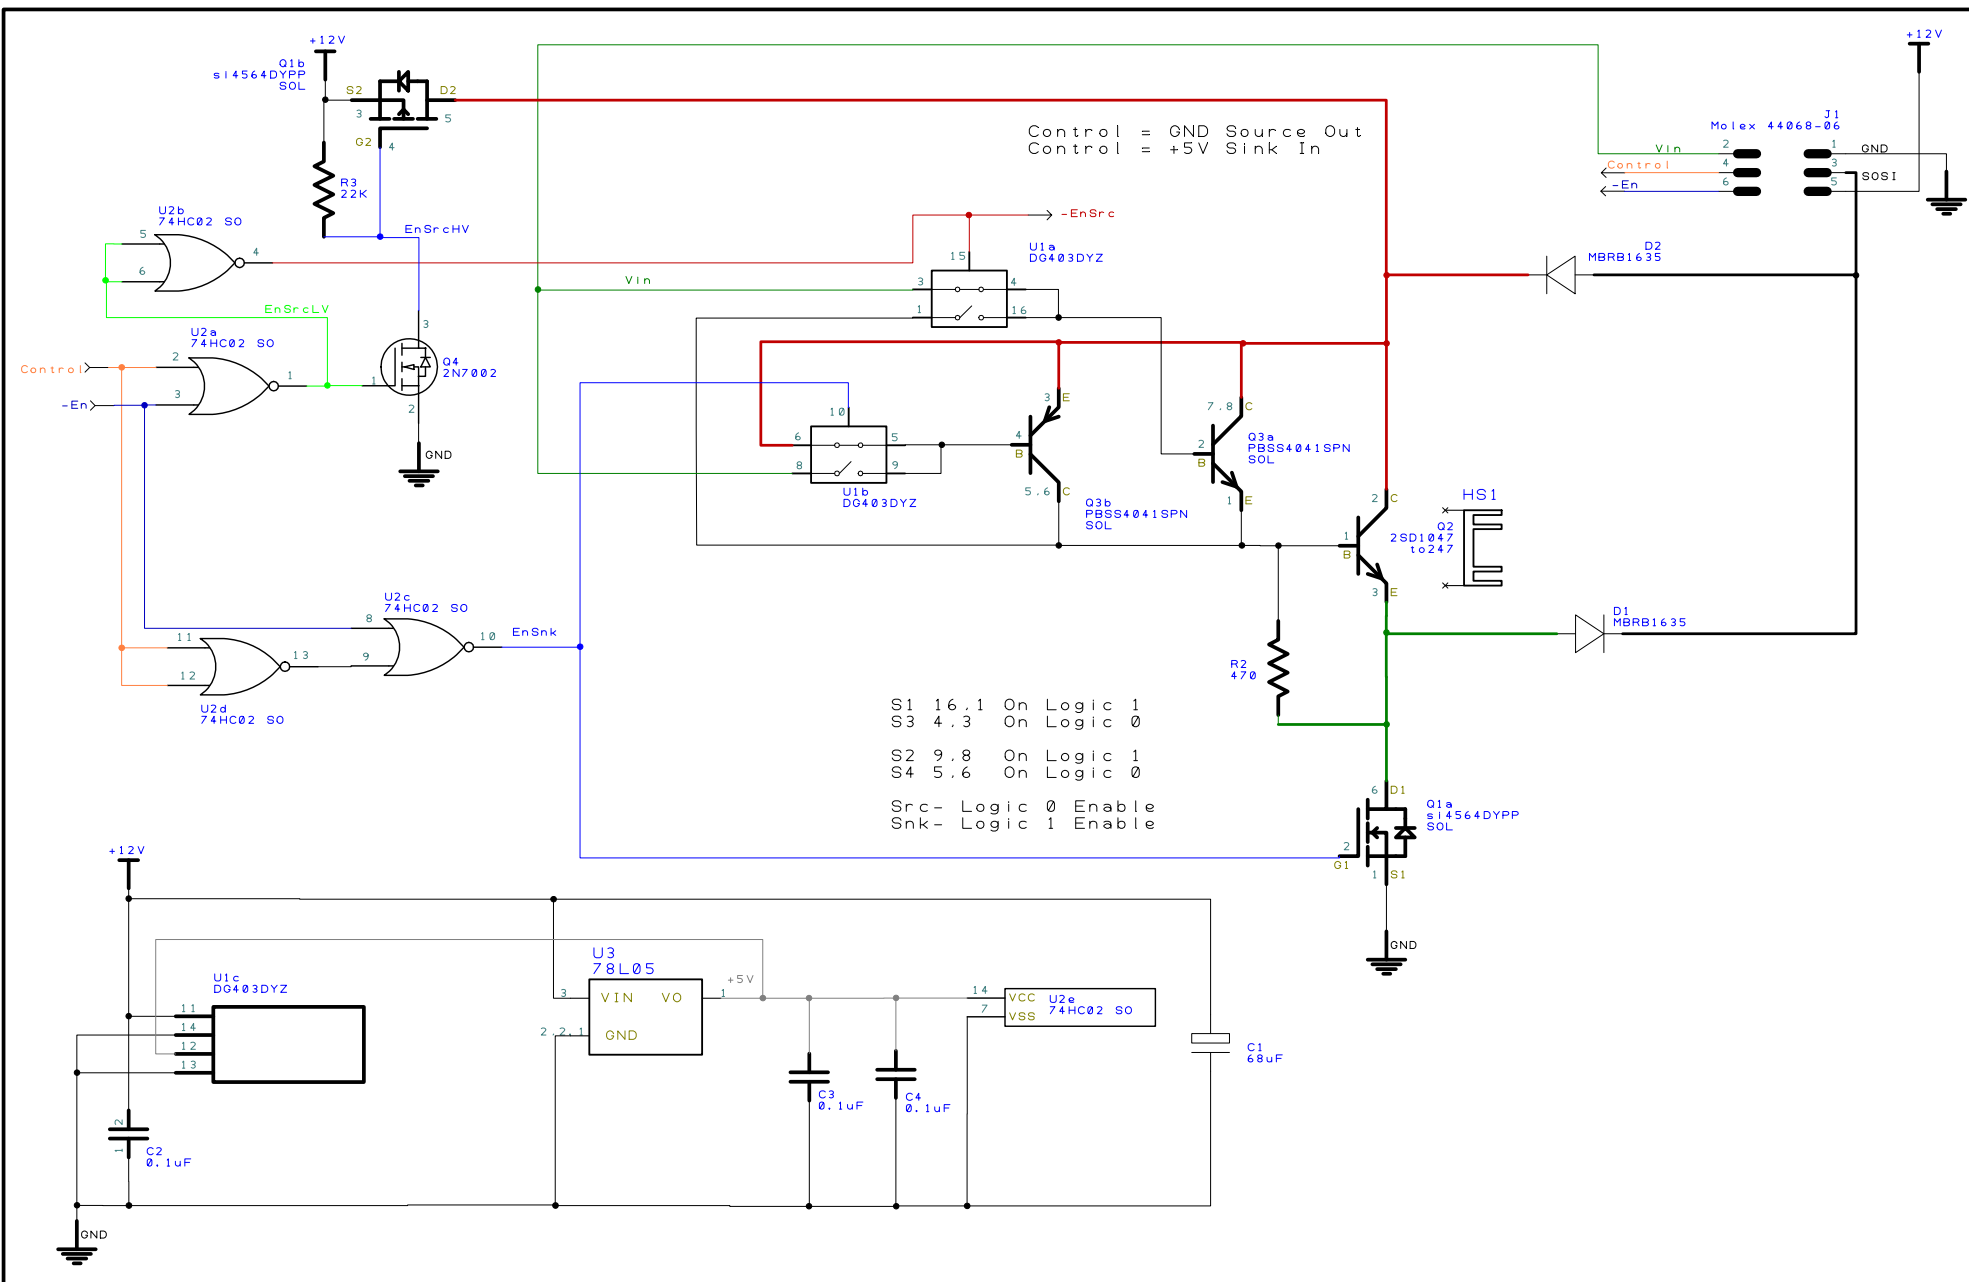 +12V
Q1b
si4564DYPP
SOL
S2
D2
3
5
G2
4
R3
22K
EnSrcHV
U2b
74HC02 SO
5
6
4
EnSrcLV
U2a
74HC02 SO
Control
2
3
1
-En
Q4
2N7002
3
1
2
GND
Control = GND Source Out
Control = +5V Sink In
-EnSrc
U1a
DG403DYZ
15
VIn
3
4
1
16
+12V
J1
Molex 44068-06
VIn
2
1
GND
Control
4
3
SOSI
-En
6
5
D2
MBRB1635
10
6
5
8
9
U1b
DG403DYZ
3
E
4
B
5.6
C
Q3b
PBSS4041SPN
SOL
7.8
C
2
B
1
E
Q3a
PBSS4041SPN
SOL
HS1
2
C
1
B
3
E
Q2
2SD1047
to247
D1
MBRB1635
R2
470
U2c
74HC02 SO
8
9
10
EnSnk
11
12
13
U2d
74HC02 SO
S1 16.1 On Logic 1
S3 4.3 On Logic 0
S2 9.8 On Logic 1
S4 5.6 On Logic 0
Src- Logic 0 Enable
Snk- Logic 1 Enable
6
D1
Q1a
si4564DYPP
SOL
2
G1
1
S1
GND
+12V
U1c
DG403DYZ
11
14
12
13
U3
78L05
3
VIN
VO
1
+5V
2.2.1
GND
14
VCC
7
VSS
U2e
74HC02 SO
C1
68uF
C3
0.1uF
C4
0.1uF
2
1
C2
0.1uF
GND